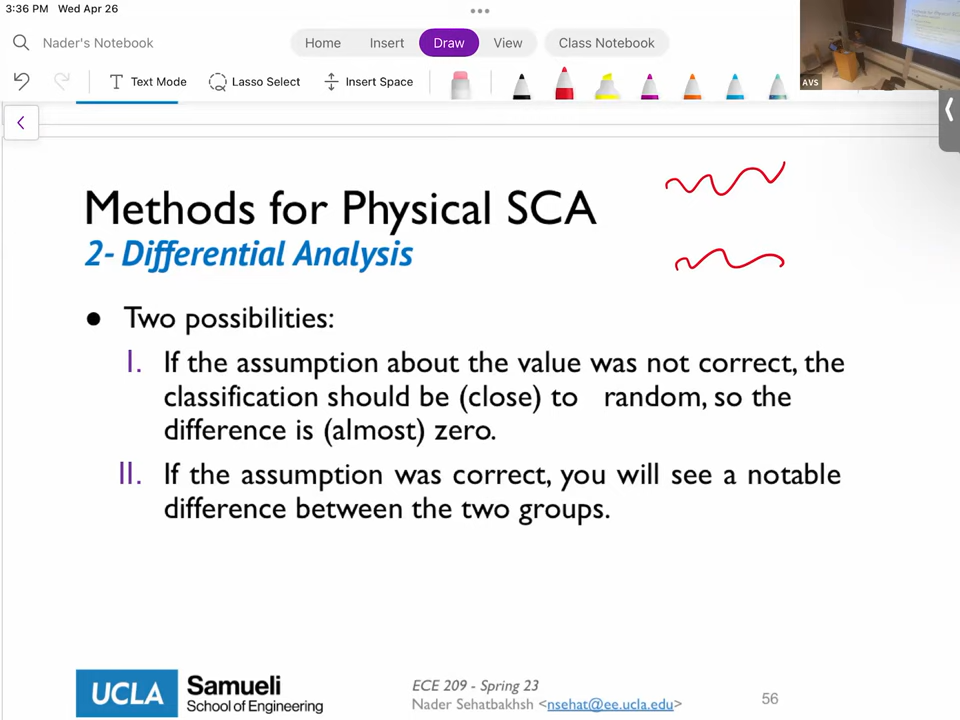 3:36 PM Wed Apr 26
Nader's Notebook
Home Insert Draw View Class Notebook
Text Mode Lasso Select Insert Space
AVS
Methods for Physical SCA
2- Differential Analysis
● Two possibilities:
I. If the assumption about the value was not correct, the
classification should be (close) to random, so the
difference is (almost) zero.
II. If the assumption was correct, you will see a notable
difference between the two groups.
UCLA Samueli
School of Engineering
ECE 209 - Spring 23
Nader Sehatbakhsh <nsehat@ee.ucla.edu>
56